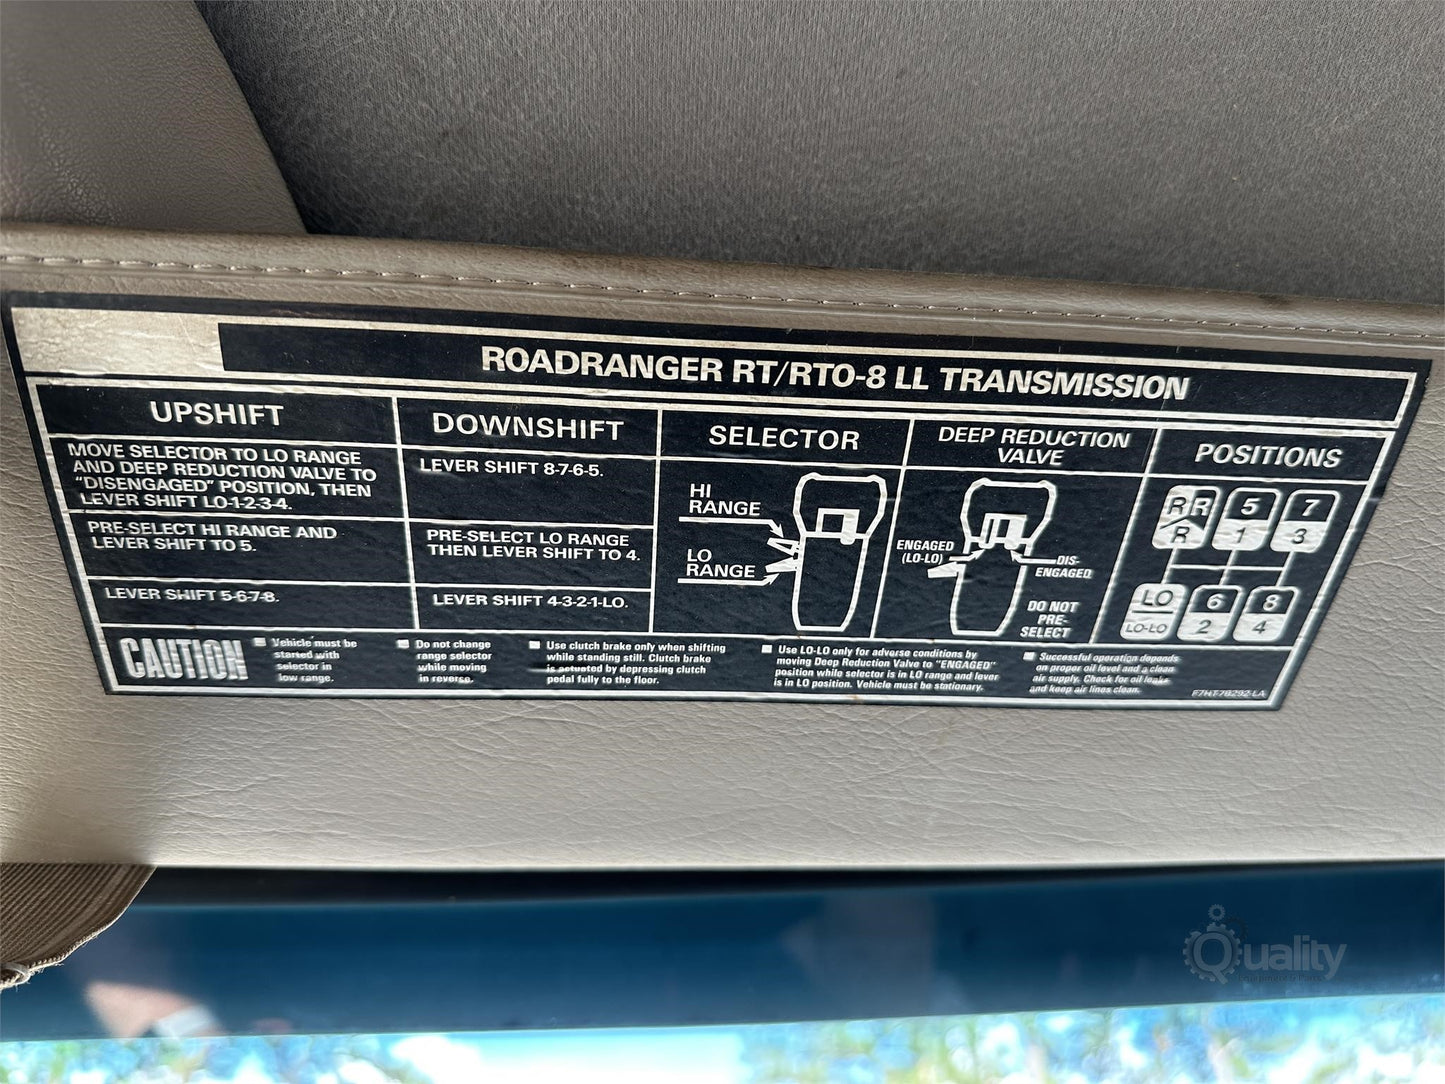 ROADRANGER RT/RTO-8 LL TRANSMISSION
UPSHIFT
MOVE SELECTOR TO LO RANGE
AND DEEP REDUCTION VALVE TO
"DISENGAGED" POSITION, THEN
LEVER SHIFT LO-1-2-3-4.
PRE-SELECT HI RANGE AND
LEVER SHIFT TO 5.
LEVER SHIFT 5-6-7-8.
DOWNSHIFT
LEVER SHIFT 8-7-6-5.
PRE-SELECT LO RANGE
THEN LEVER SHIFT TO 4.
LEVER SHIFT 4-3-2-1-LO.
SELECTOR
HI
RANGE
LO
RANGE
DEEP REDUCTION
VALVE
ENGAGED
(LO-LO)
DIS-
ENGAGED
DO NOT
PRE-
SELECT
POSITIONS
R R 5 7
R 1 3
LO 6 8
LO-LO 2 4
CAUTION
Vehicle must be
started with
selector in
low range.
Do not change
range selector
while moving
in reverse.
Use clutch brake only when shifting
while standing still. Clutch brake
is actuated by depressing clutch
pedal fully to the floor.
Use LO-LO only for adverse conditions by
moving Deep Reduction Valve to "ENGAGED"
position while selector is in LO range and lever
is in LO position. Vehicle must be stationary.
Successful operation depends
on proper oil level and a clean
air supply. Check for oil leaks
and keep air lines clean.
F7HT-7B292-LA
Quality